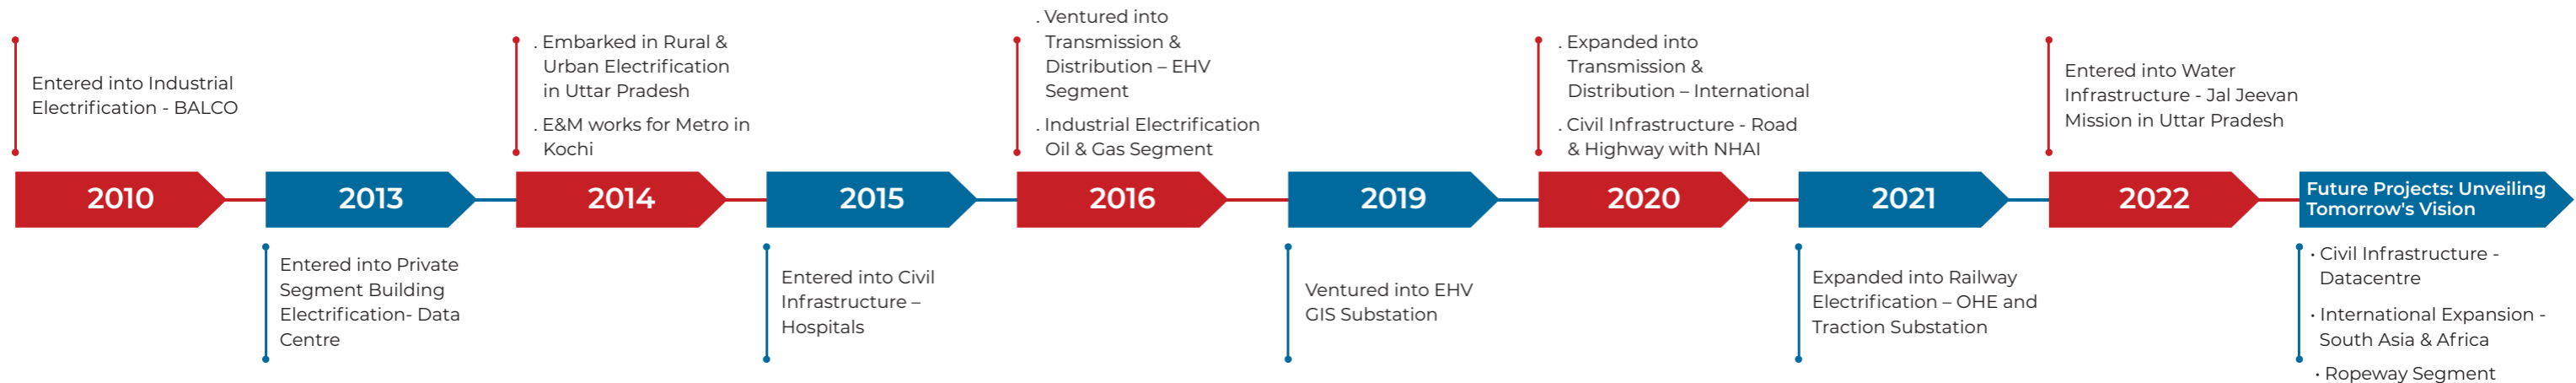 Entered into Industrial
Electrification - BALCO
2010
2013
Entered into Private
Segment Building
Electrification- Data
Centre
. Embarked in Rural &
Urban Electrification
in Uttar Pradesh
. E&M works for Metro in
Kochi
2014
2015
Entered into Civil
Infrastructure –
Hospitals
. Ventured into
Transmission &
Distribution – EHV
Segment
. Industrial Electrification
Oil & Gas Segment
2016
2019
Ventured into EHV
GIS Substation
. Expanded into
Transmission &
Distribution – International
. Civil Infrastructure - Road
& Highway with NHAI
2020
2021
Expanded into Railway
Electrification – OHE and
Traction Substation
Entered into Water
Infrastructure - Jal Jeevan
Mission in Uttar Pradesh
2022
Future Projects: Unveiling
Tomorrow's Vision
• Civil Infrastructure -
Datacentre
• International Expansion -
South Asia & Africa
• Ropeway Segment